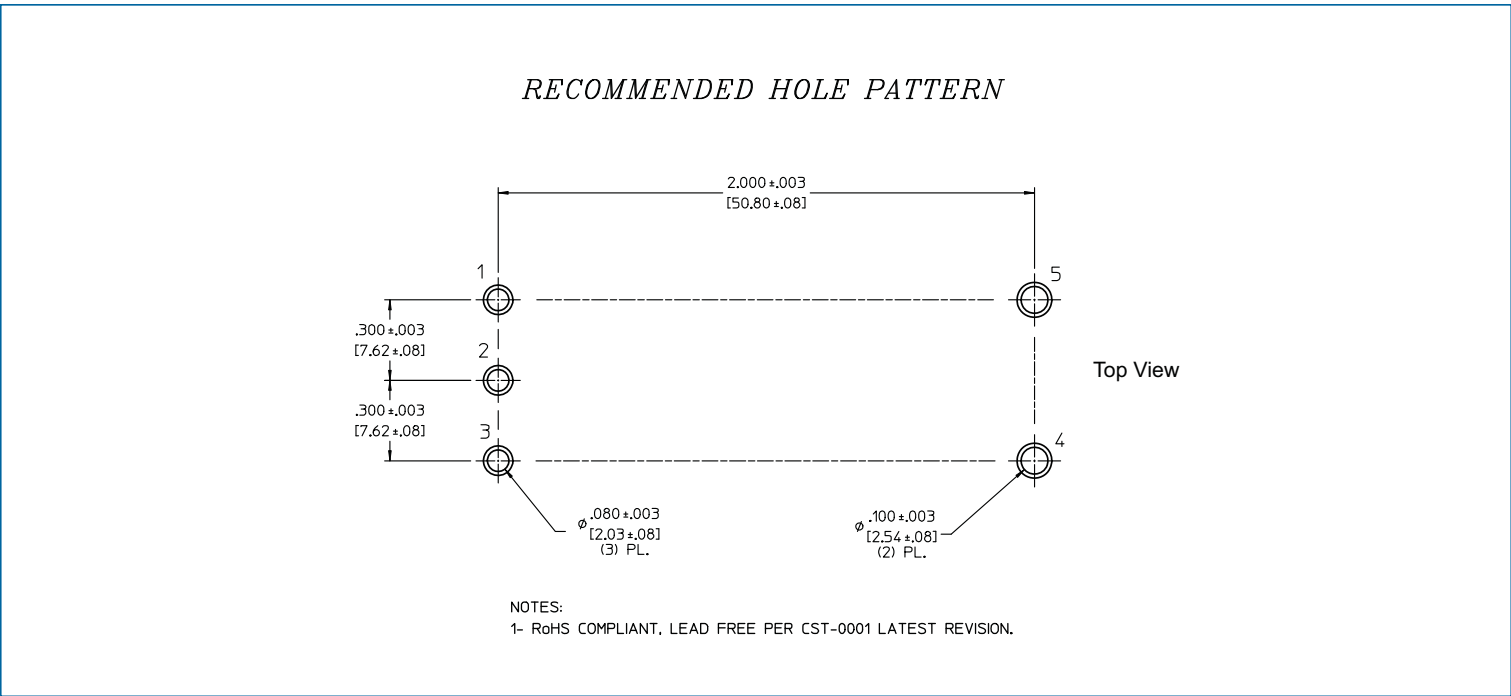 RECOMMENDED HOLE PATTERN
2.000±.003
[50.80±.08]
1
5
.300±.003
[7.62±.08]
2
Top View
.300±.003
[7.62±.08]
3
4
ø .080±.003
[2.03±.08]
(3) PL.
ø .100±.003
[2.54±.08]
(2) PL.
NOTES:
1- RoHS COMPLIANT, LEAD FREE PER CST-0001 LATEST REVISION.